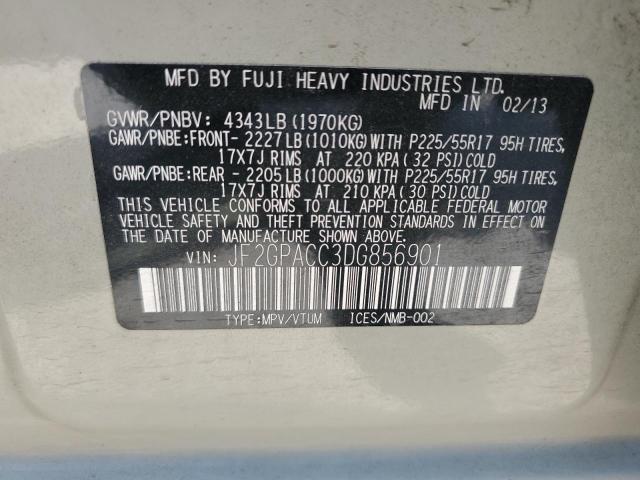 MFD BY FUJI HEAVY INDUSTRIES LTD.
MFD IN 02/13
GVWR/PNBV: 4343LB(1970KG)
GAWR/PNBE:FRONT- 2227LB(1010KG)WITH P225/55R17 95H TIRES,
17X7J RIMS AT 220 KPA(32 PSI)COLD
GAWR/PNBE:REAR - 2205LB(1000KG)WITH P225/55R17 95H TIRES,
17X7J RIMS AT 210 KPA(30 PSI)COLD
THIS VEHICLE CONFORMS TO ALL APPLICABLE FEDERAL MOTOR
VEHICLE SAFETY AND THEFT PREVENTION STANDARDS IN EFFECT
ON THE DATE OF MANUFACTURE SHOWN ABOVE.
VIN: JF2GPACC3DG856901
TYPE:MPV/VTUM ICES/NMB-002